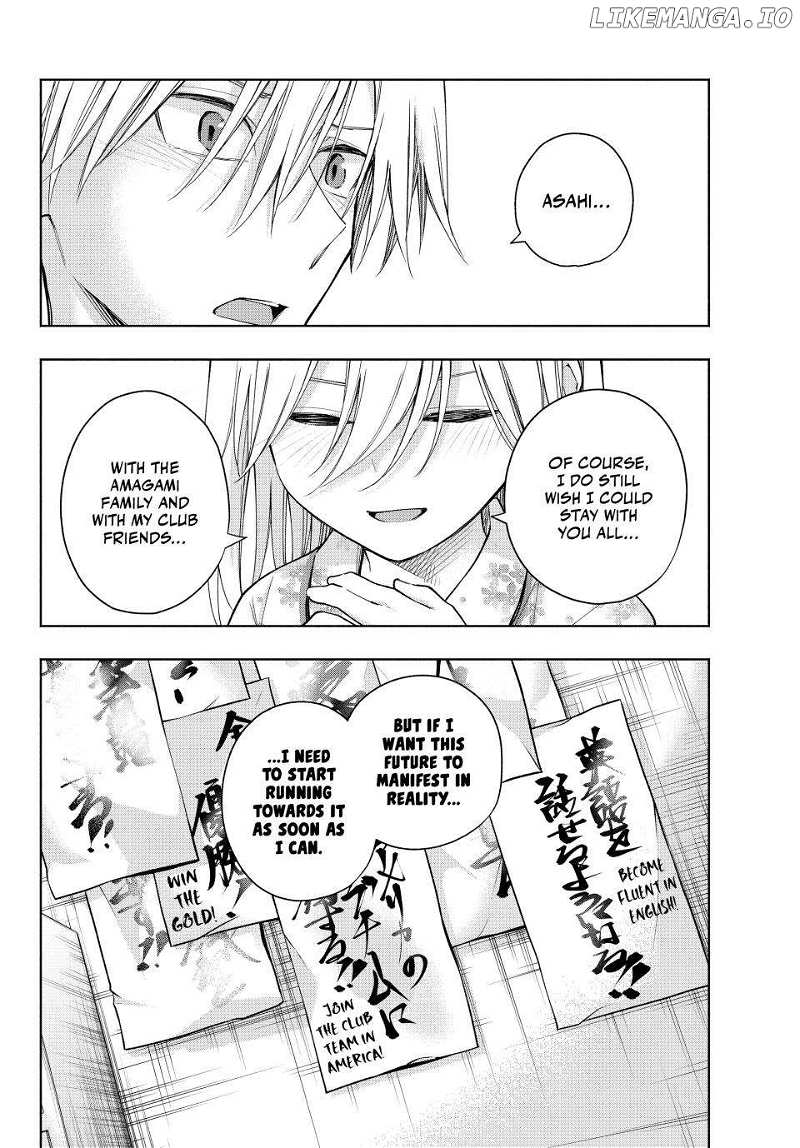 LIKEMANGA.IO
ASAHI...
OF COURSE,
I DO STILL
WISH I COULD
STAY WITH
YOU ALL...
WITH THE
AMAGAMI
FAMILY AND
WITH MY CLUB
FRIENDS...
BUT IF I
WANT THIS
FUTURE TO
MANIFEST IN
REALITY...
...I NEED
TO START
RUNNING
TOWARDS IT
AS SOON AS
I CAN.
英語を
話せるようになる!!
BECOME
FLUENT IN
ENGLISH!
優勝
WIN
THE
GOLD!
JOIN
THE CLUB
TEAM IN
AMERICA!